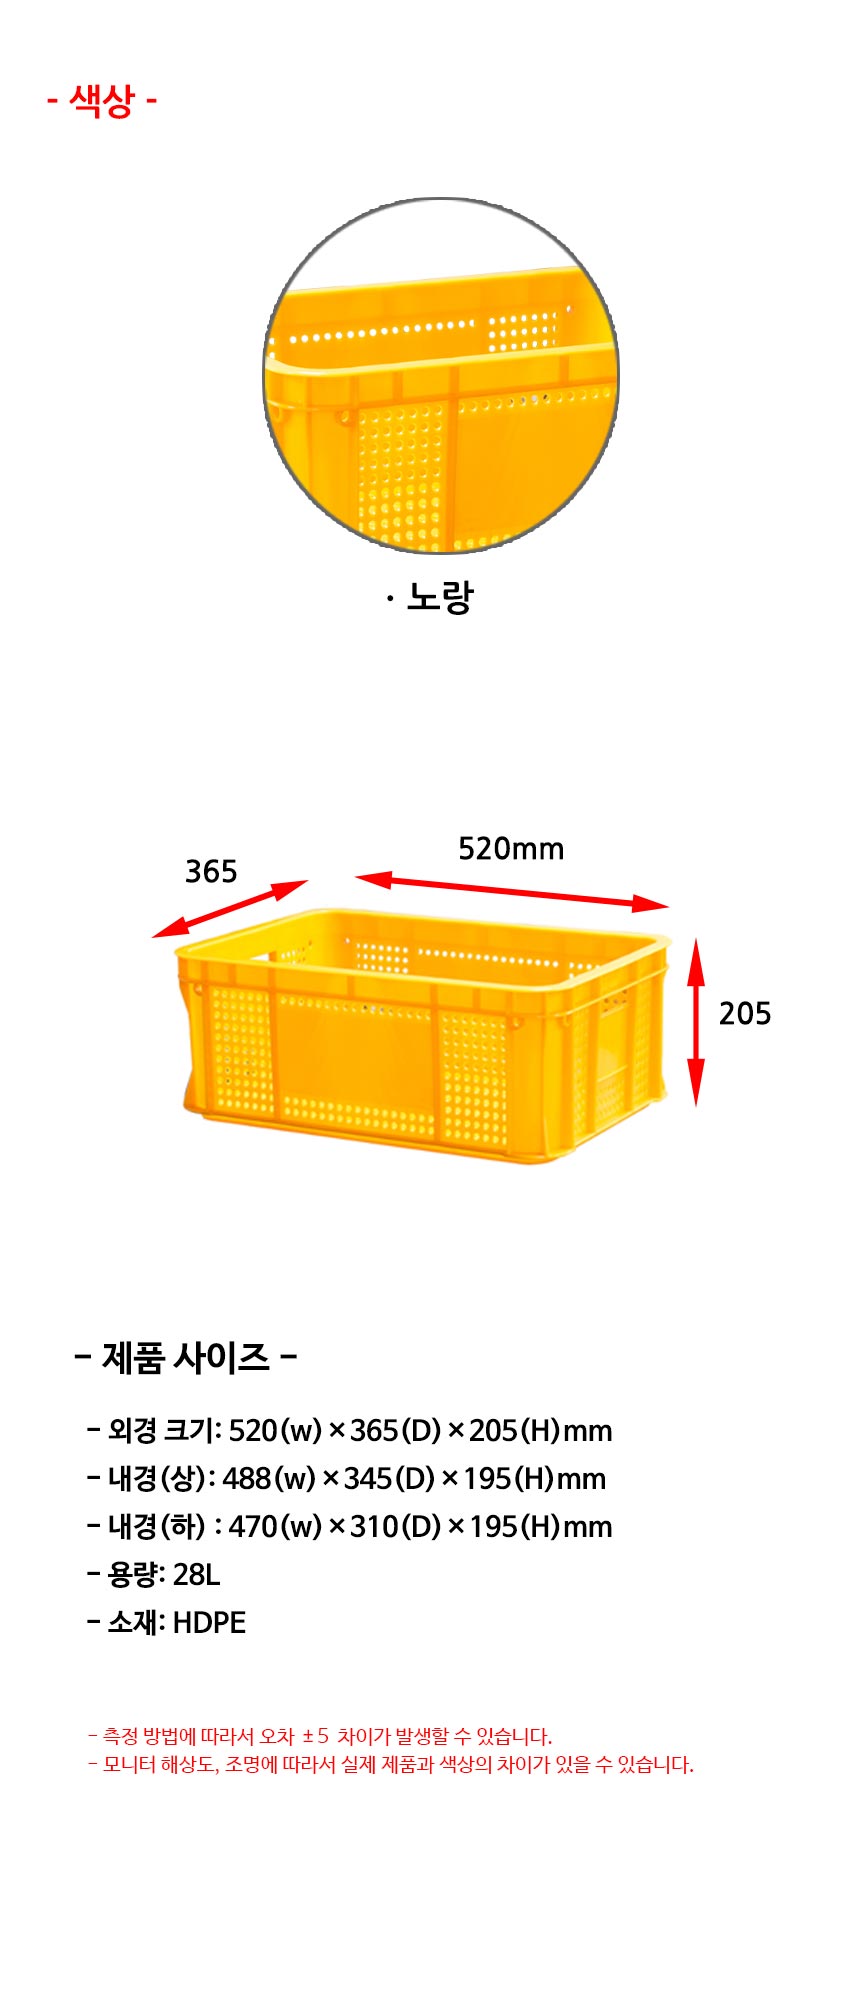 - 색상 -
· 노랑
520mm
365
205
- 제품 사이즈 -
- 외경 크기: 520(w)×365(D)×205(H)mm
- 내경(상): 488(w)×345(D)×195(H)mm
- 내경(하) : 470(w)×310(D)×195(H)mm
- 용량: 28L
- 소재: HDPE
- 측정 방법에 따라서 오차 ±5 차이가 발생할 수 있습니다.
- 모니터 해상도, 조명에 따라서 실제 제품과 색상의 차이가 있을 수 있습니다.